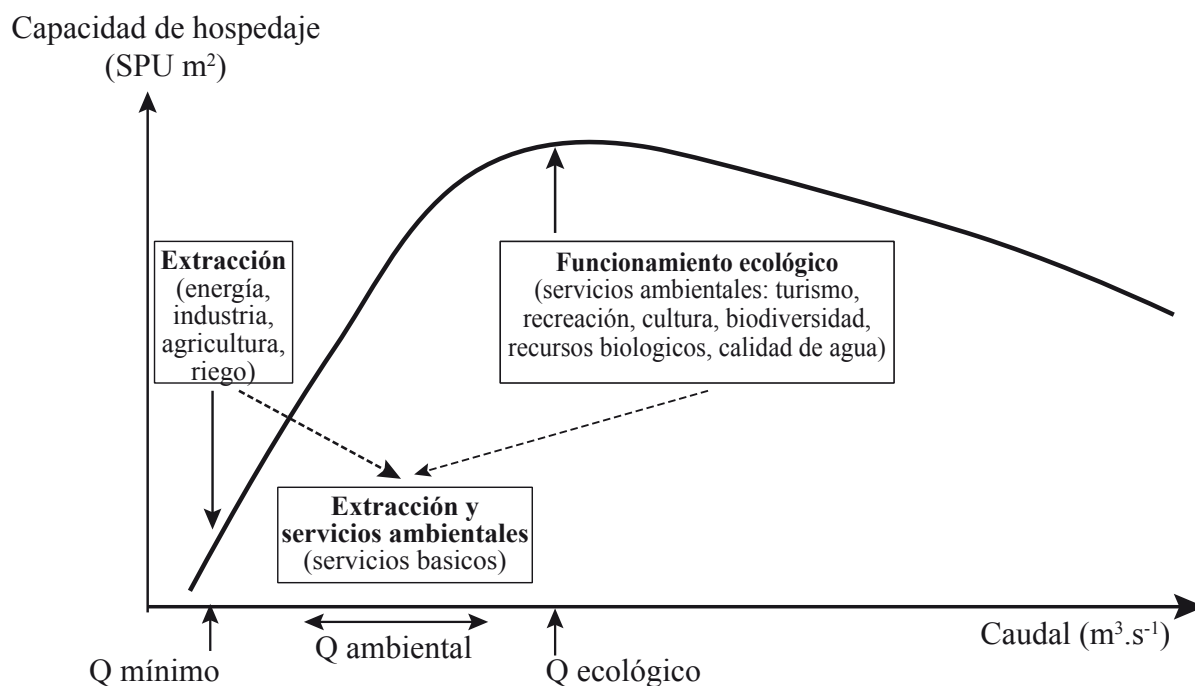 Capacidad de hospedaje
(SPU m²)
Extracción
(energía,
industria,
agricultura,
riego)
Funcionamiento ecológico
(servicios ambientales: turismo,
recreación, cultura, biodiversidad,
recursos biologicos, calidad de agua)
Extracción y
servicios ambientales
(servicios basicos)
Caudal (m³.s⁻¹)
Q mínimo
Q ambiental
Q ecológico